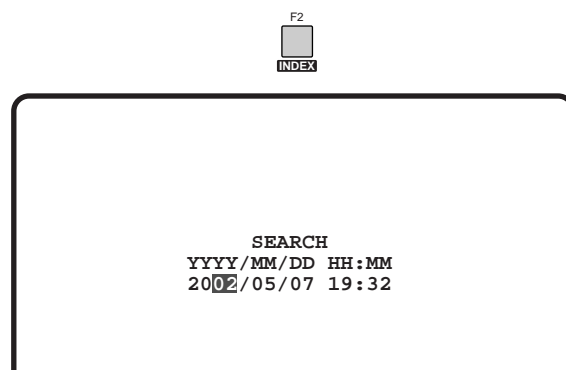 F2
INDEX
SEARCH
YYYY/MM/DD HH:MM
2002/05/07 19:32